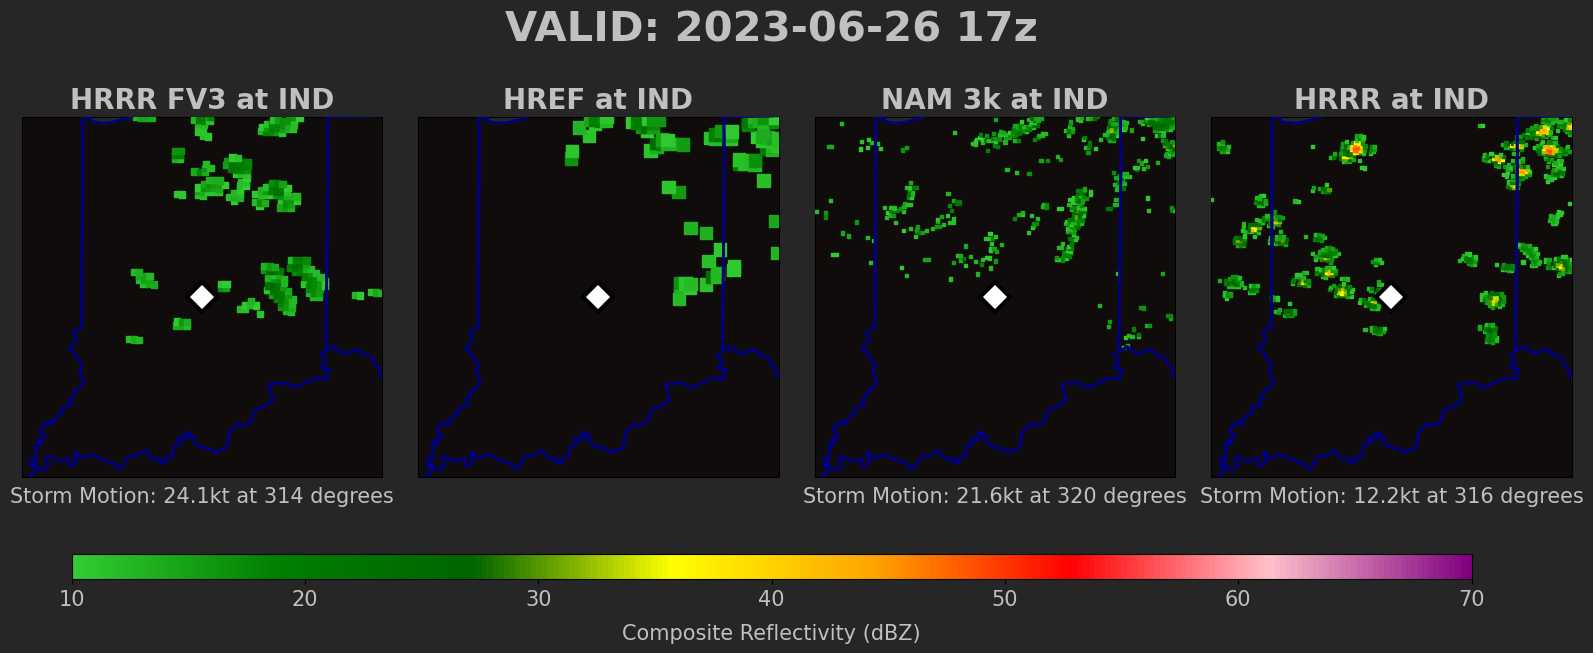 VALID: 2023-06-26 17z
HRRR FV3 at IND
HREF at IND
NAM 3k at IND
HRRR at IND
Storm Motion: 24.1kt at 314 degrees
Storm Motion: 21.6kt at 320 degrees
Storm Motion: 12.2kt at 316 degrees
10 20 30 40 50 60 70
Composite Reflectivity (dBZ)